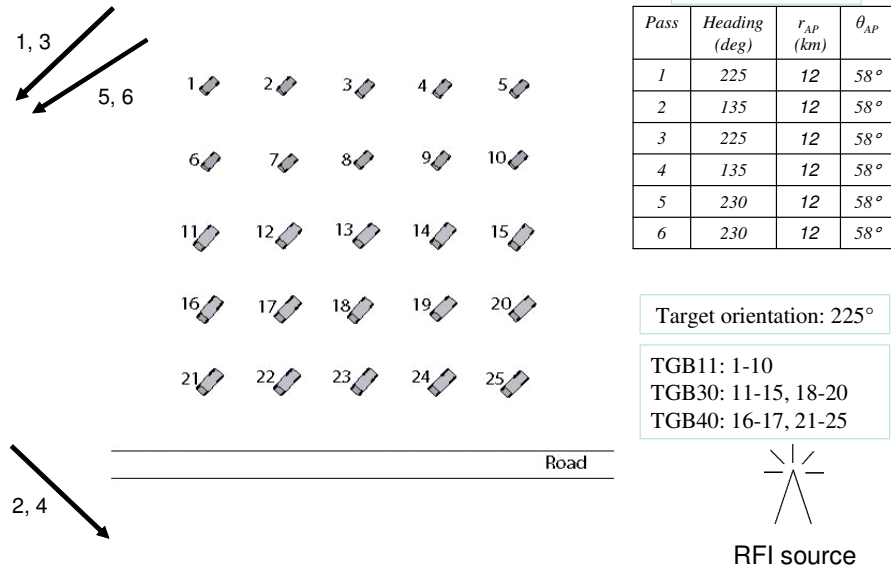 1, 3
5, 6
1 2 3 4 5
6 7 8 9 10
11 12 13 14 15
16 17 18 19 20
21 22 23 24 25
Road
2, 4
Pass Heading (deg) r_AP (km) θ_AP
1 225 12 58°
2 135 12 58°
3 225 12 58°
4 135 12 58°
5 230 12 58°
6 230 12 58°
Target orientation: 225°
TGB11: 1-10
TGB30: 11-15, 18-20
TGB40: 16-17, 21-25
RFI source